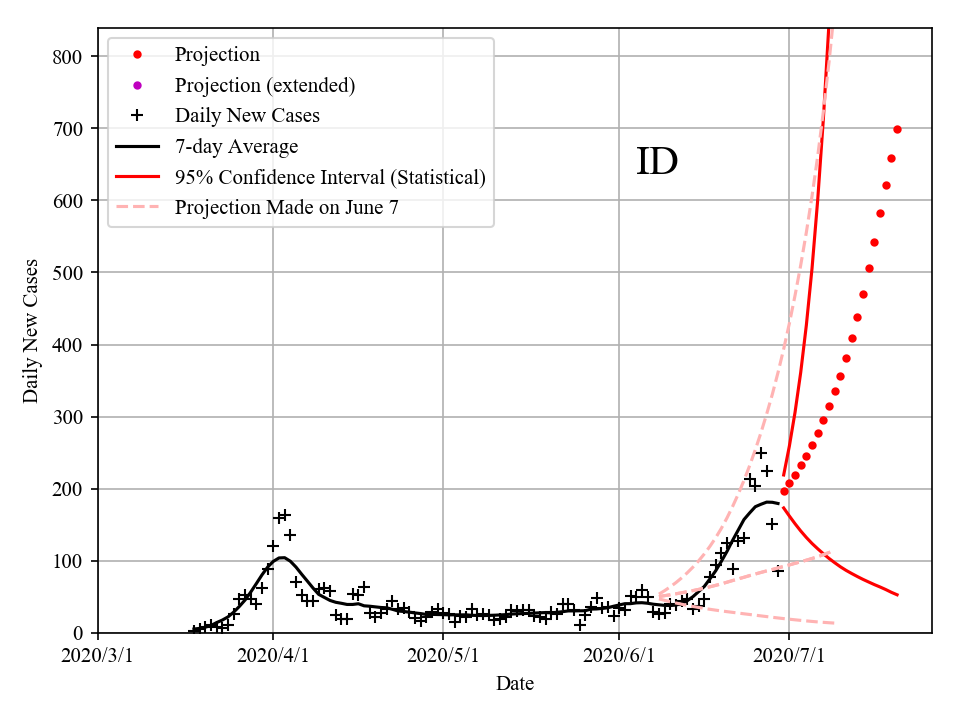 Projection
Projection (extended)
Daily New Cases
7-day Average
95% Confidence Interval (Statistical)
Projection Made on June 7
ID
800
700
600
500
400
300
200
100
0
Daily New Cases
2020/3/1 2020/4/1 2020/5/1 2020/6/1 2020/7/1
Date